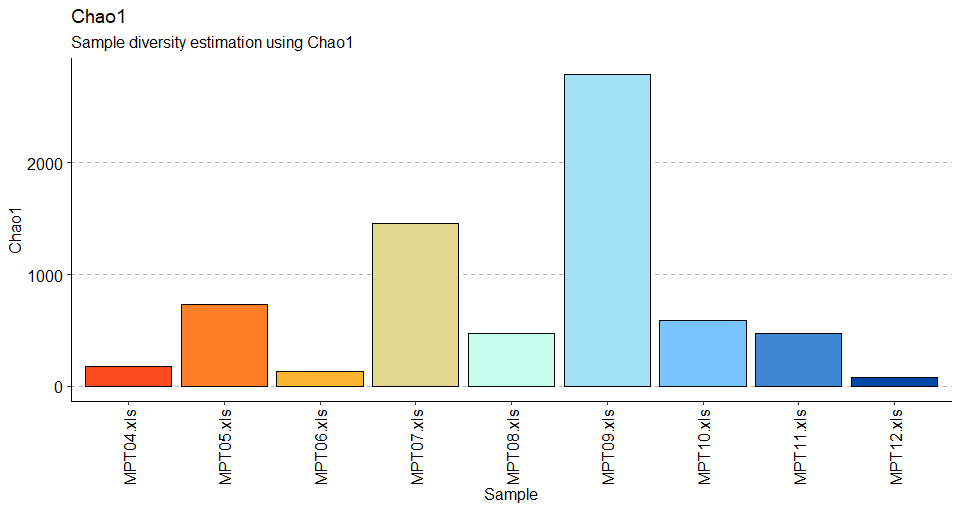 Chao1
Sample diversity estimation using Chao1
Chao1
2000
1000
0
MPT04.xls
MPT05.xls
MPT06.xls
MPT07.xls
MPT08.xls
MPT09.xls
MPT10.xls
MPT11.xls
MPT12.xls
Sample